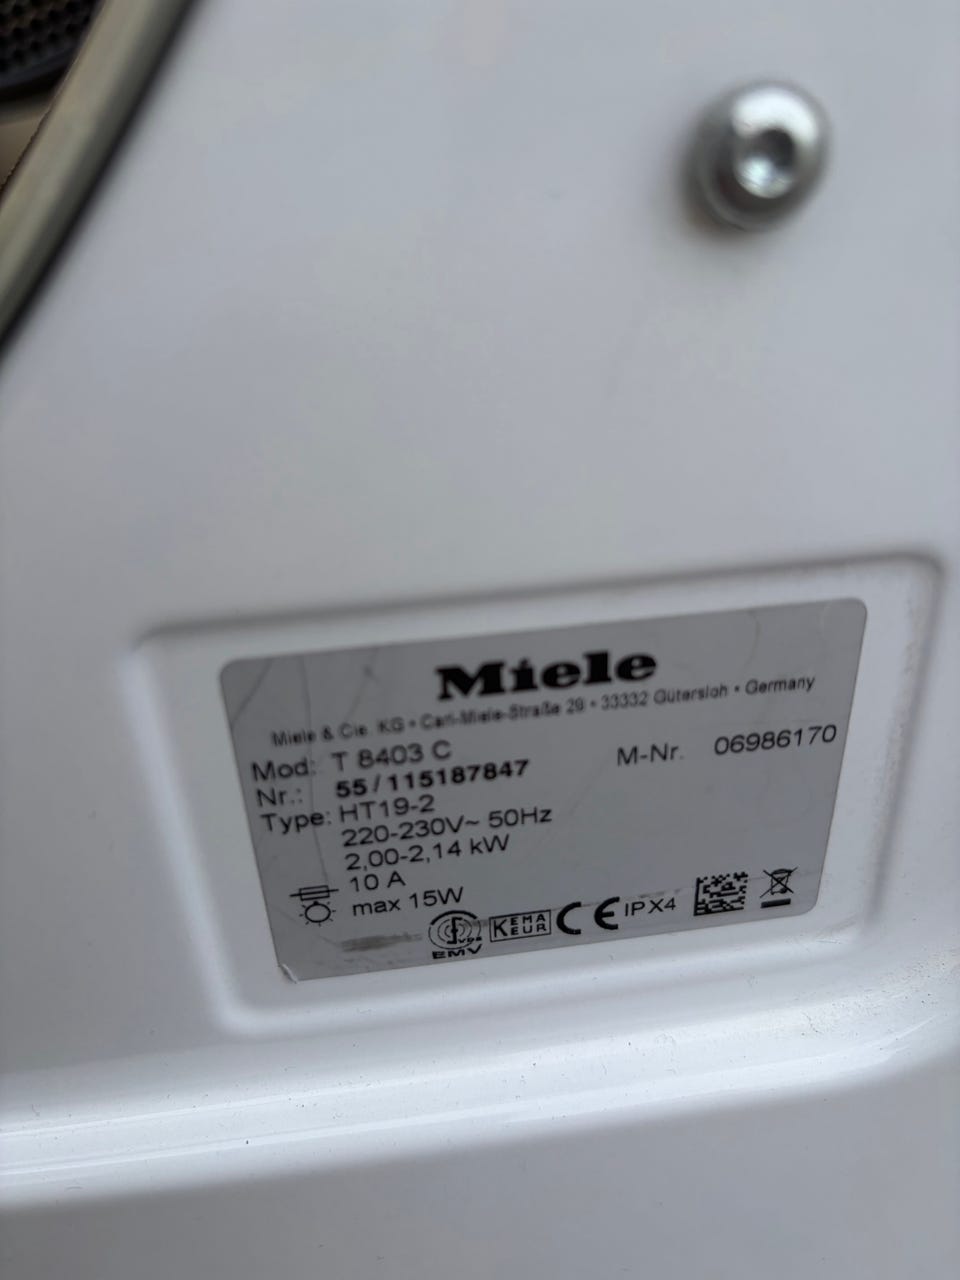 Miele
Miele & Cie. KG • Carl-Miele-Straße 29 • 33332 Gütersloh • Germany
Mod: T 8403 C
Nr.: 55/115187847 M-Nr. 06986170
Type: HT19-2
220-230V~ 50Hz
2,00-2,14 kW
10 A
max 15W
VDE
EMV
KEMA
KEUR
CE IPX4